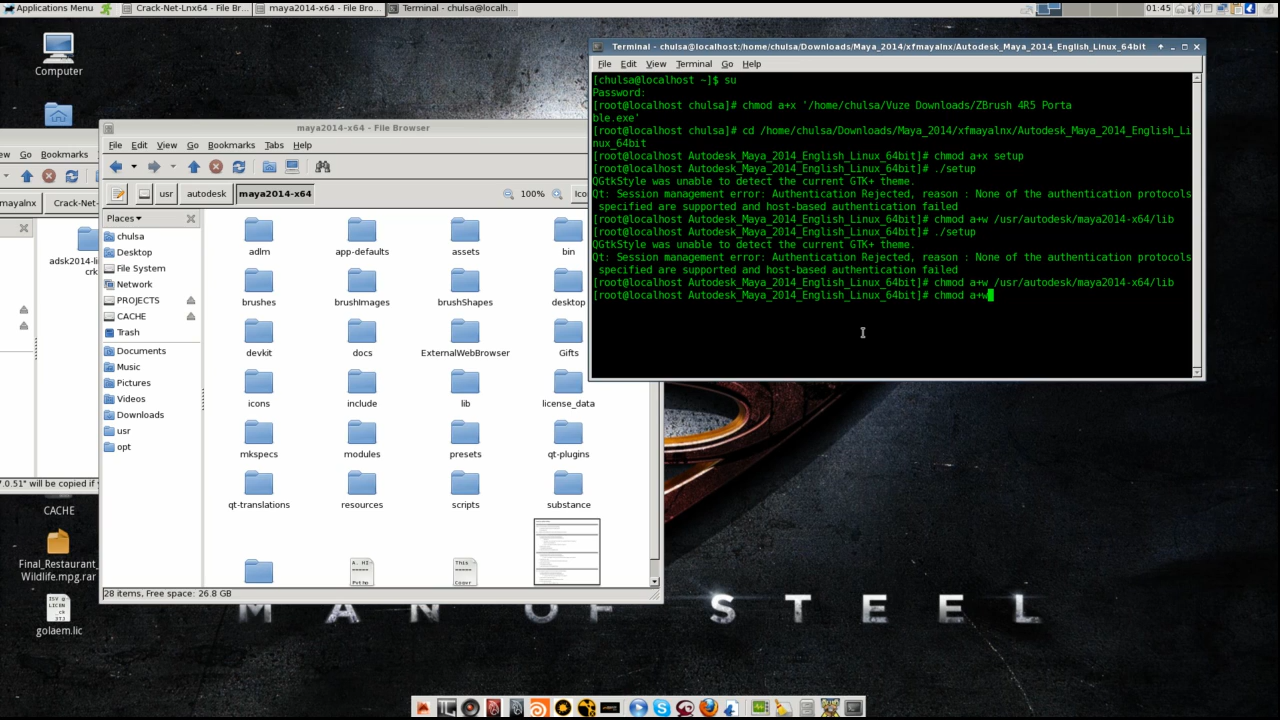 Applications Menu
Crack-Net-Lnx64 - File Br...
maya2014-x64 - File Bro...
Terminal - chulsa@localh...
01:45
Computer
Terminal - chulsa@localhost:/home/chulsa/Downloads/Maya_2014/xfmayalnx/Autodesk_Maya_2014_English_Linux_64bit
File Edit View Terminal Go Help
[chulsa@localhost ~]$ su
Password:
[root@localhost chulsa]# chmod a+x '/home/chulsa/Vuze Downloads/ZBrush 4R5 Porta
ble.exe'
[root@localhost chulsa]# cd /home/chulsa/Downloads/Maya_2014/xfmayalnx/Autodesk_Maya_2014_English_Li
nux_64bit
[root@localhost Autodesk_Maya_2014_English_Linux_64bit]# chmod a+x setup
[root@localhost Autodesk_Maya_2014_English_Linux_64bit]# ./setup
QGtkStyle was unable to detect the current GTK+ theme.
Qt: Session management error: Authentication Rejected, reason : None of the authentication protocols
specified are supported and host-based authentication failed
[root@localhost Autodesk_Maya_2014_English_Linux_64bit]# chmod a+w /usr/autodesk/maya2014-x64/lib
[root@localhost Autodesk_Maya_2014_English_Linux_64bit]# ./setup
QGtkStyle was unable to detect the current GTK+ theme.
Qt: Session management error: Authentication Rejected, reason : None of the authentication protocols
specified are supported and host-based authentication failed
[root@localhost Autodesk_Maya_2014_English_Linux_64bit]# chmod a+w /usr/autodesk/maya2014-x64/lib
[root@localhost Autodesk_Maya_2014_English_Linux_64bit]# chmod a+w
maya2014-x64 - File Browser
File Edit View Go Bookmarks Tabs Help
usr autodesk maya2014-x64
100%
Places
chulsa
Desktop
File System
Network
PROJECTS
CACHE
Trash
Documents
Music
Pictures
Videos
Downloads
usr
opt
adlm app-defaults assets bin
brushes brushImages brushShapes desktop
devkit docs ExternalWebBrowser Gifts
icons include lib license_data
mkspecs modules presets qt-plugins
qt-translations resources scripts substance
28 items, Free space: 26.8 GB
ew Go Bookmarks
mayalnx Crack-Net-
adsk2014-li
crk
7.0.51" will be copied if
CACHE
Final_Restaurant_
Wildlife.mpg.rar
golaem.lic
MAN OF STEEL